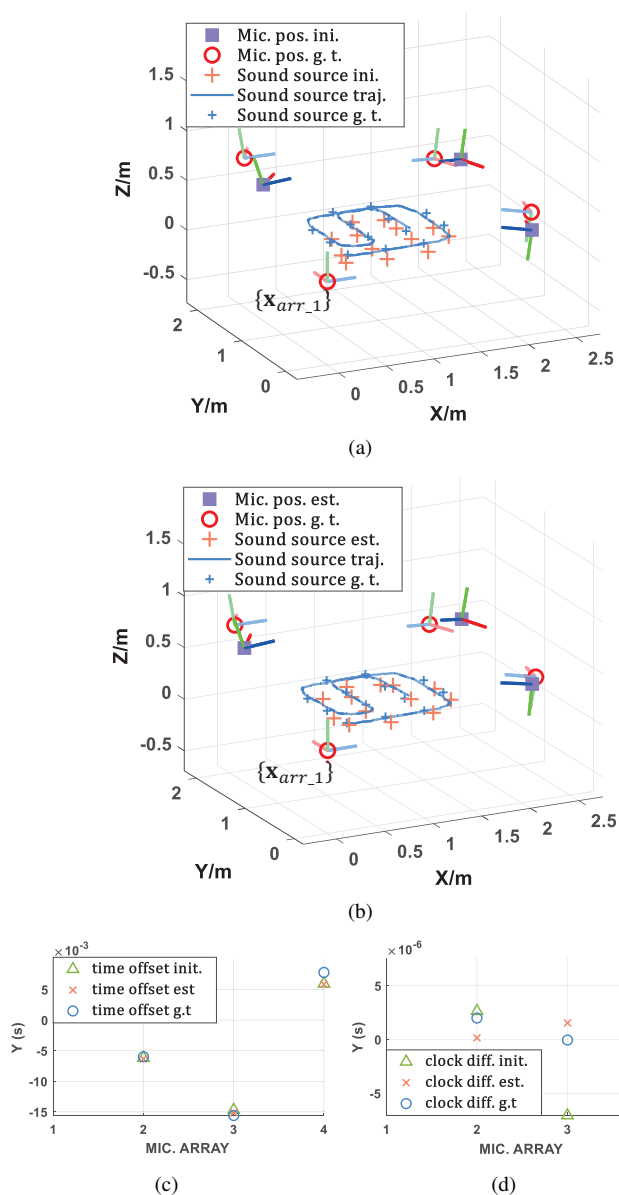 Mic. pos. ini.
Mic. pos. g. t.
Sound source ini.
Sound source traj.
Sound source g. t.
1.5
1
0.5
0
-0.5
Z/m
{x_arr_1}
2
1
0
Y/m
0
0.5
1
1.5
2
2.5
X/m
(a)
Mic. pos. est.
Mic. pos. g. t.
Sound source est.
Sound source traj.
Sound source g. t.
1.5
1
0.5
0
-0.5
Z/m
{x_arr_1}
2
1
0
Y/m
0
0.5
1
1.5
2
2.5
X/m
(b)
×10⁻³
time offset init.
time offset est
time offset g.t
5
0
-5
-10
-15
Y (s)
1 2 3 4
MIC. ARRAY
(c)
×10⁻⁶
5
0
-5
Y (s)
clock diff. init.
clock diff. est.
clock diff. g.t
1 2 3
MIC. ARRAY
(d)